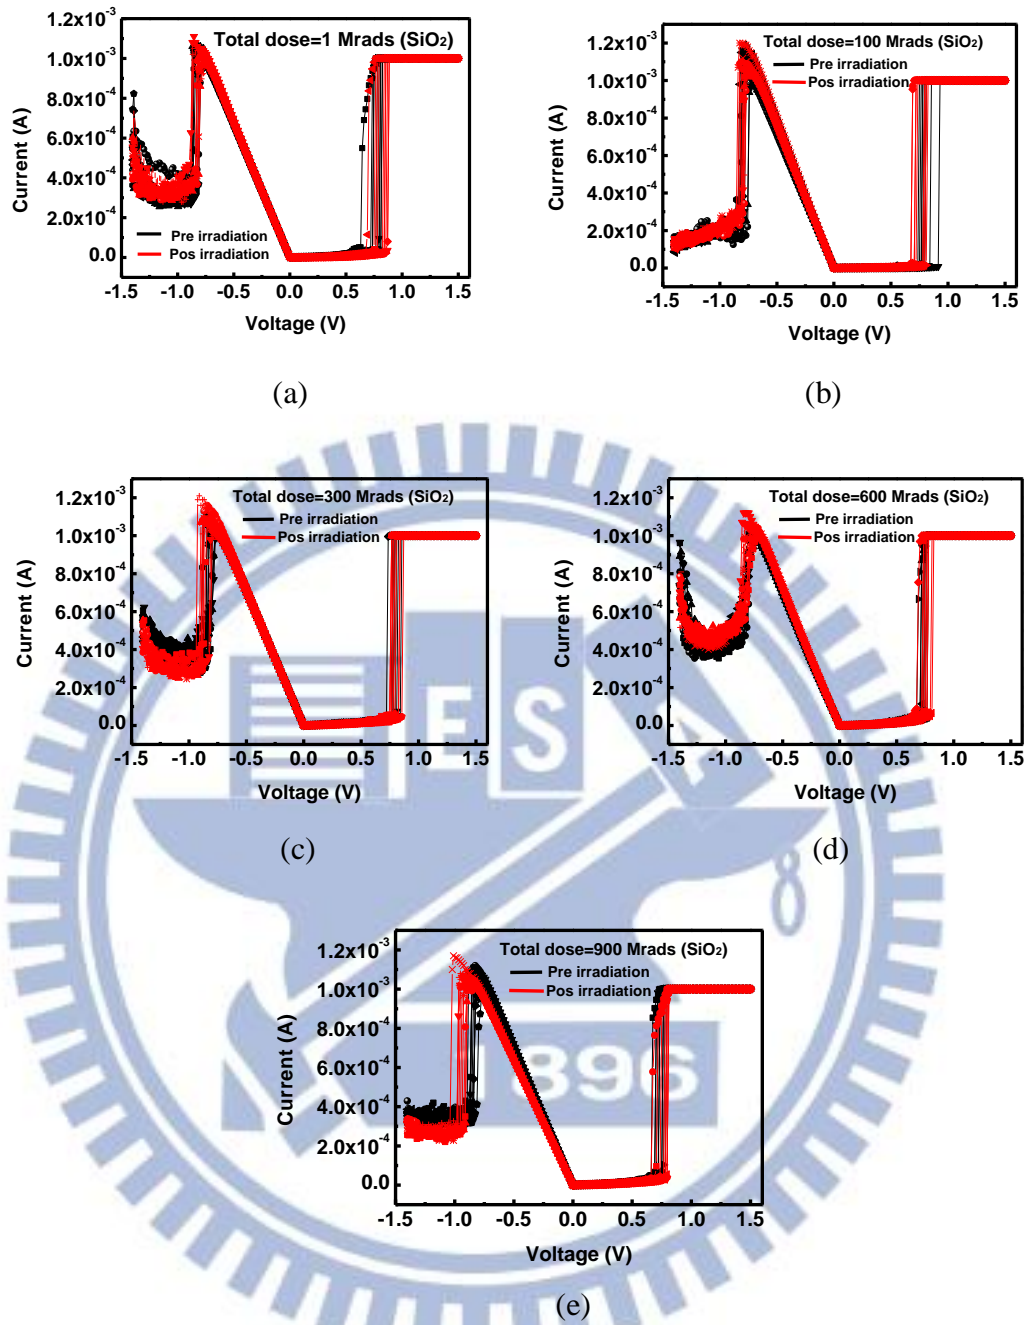 Total dose=1 Mrads (SiO2)
Pre irradiation
Pos irradiation
1.2x10-3
1.0x10-3
8.0x10-4
6.0x10-4
4.0x10-4
2.0x10-4
0.0
Current (A)
-1.5 -1.0 -0.5 0.0 0.5 1.0 1.5
Voltage (V)
(a)
Total dose=100 Mrads (SiO2)
Pre irradiation
Pos irradiation
1.2x10-3
1.0x10-3
8.0x10-4
6.0x10-4
4.0x10-4
2.0x10-4
0.0
Current (A)
-1.5 -1.0 -0.5 0.0 0.5 1.0 1.5
Voltage (V)
(b)
Total dose=300 Mrads (SiO2)
Pre irradiation
Pos irradiation
1.2x10-3
1.0x10-3
8.0x10-4
6.0x10-4
4.0x10-4
2.0x10-4
0.0
Current (A)
-1.5 -1.0 -0.5 0.0 0.5 1.0 1.5
Voltage (V)
(c)
Total dose=600 Mrads (SiO2)
Pre irradiation
Pos irradiation
1.2x10-3
1.0x10-3
8.0x10-4
6.0x10-4
4.0x10-4
2.0x10-4
0.0
Current (A)
-1.5 -1.0 -0.5 0.0 0.5 1.0 1.5
Voltage (V)
(d)
Total dose=900 Mrads (SiO2)
Pre irradiation
Pos irradiation
1.2x10-3
1.0x10-3
8.0x10-4
6.0x10-4
4.0x10-4
2.0x10-4
0.0
Current (A)
-1.5 -1.0 -0.5 0.0 0.5 1.0 1.5
Voltage (V)
(e)
ES
A
896